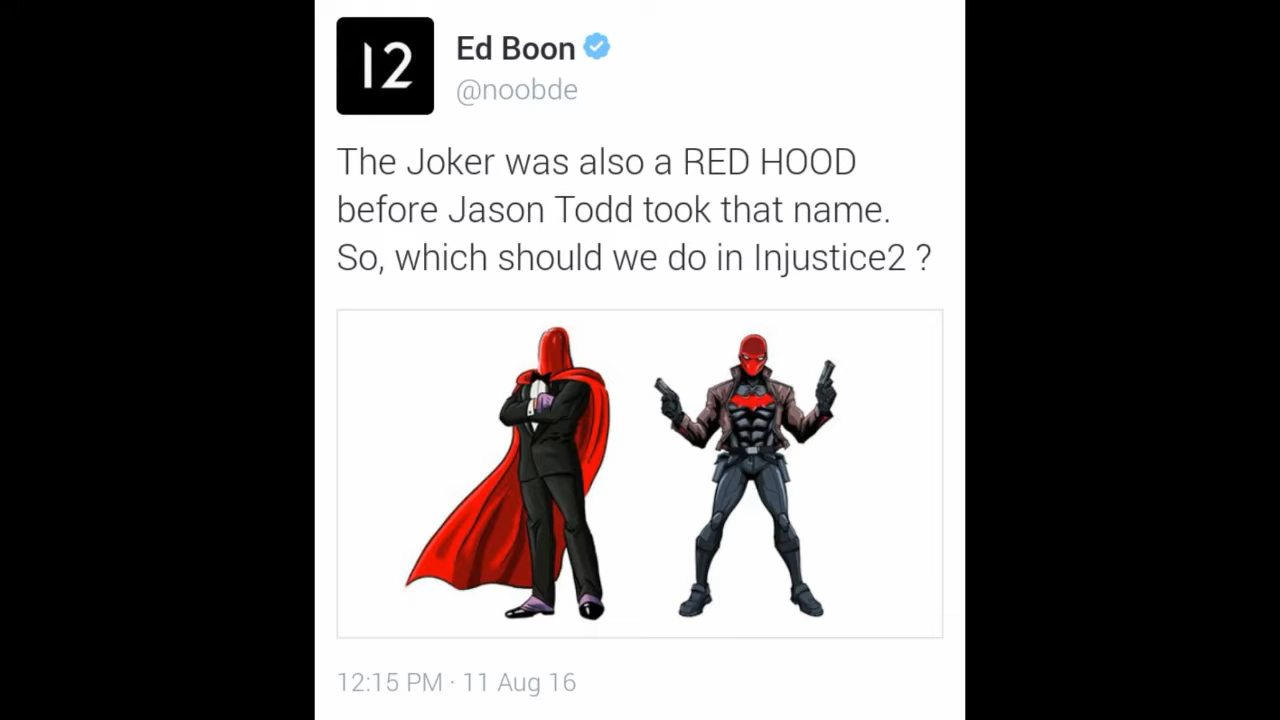 12
Ed Boon
@noobde
The Joker was also a RED HOOD
before Jason Todd took that name.
So, which should we do in Injustice2 ?
12:15 PM · 11 Aug 16